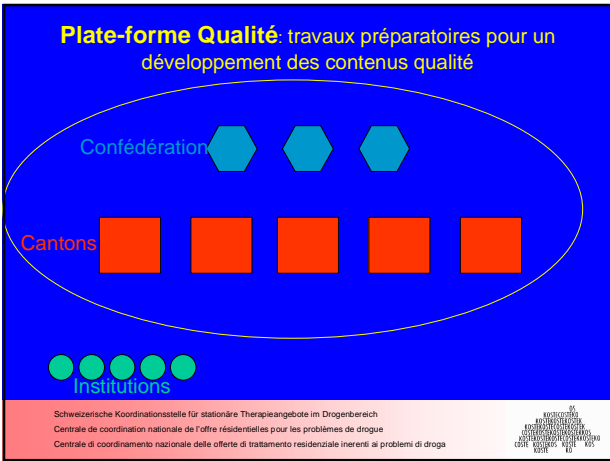 Plate-forme Qualité: travaux préparatoires pour un
développement des contenus qualité
Confédération
Cantons
Institutions
Schweizerische Koordinationsstelle für stationäre Therapieangebote im Drogenbereich
Centrale de coordination nationale de l'offre résidentielles pour les problèmes de drogue
Centrale di coordinamento nazionale delle offerte di trattamento residenziale inerenti ai problemi di droga